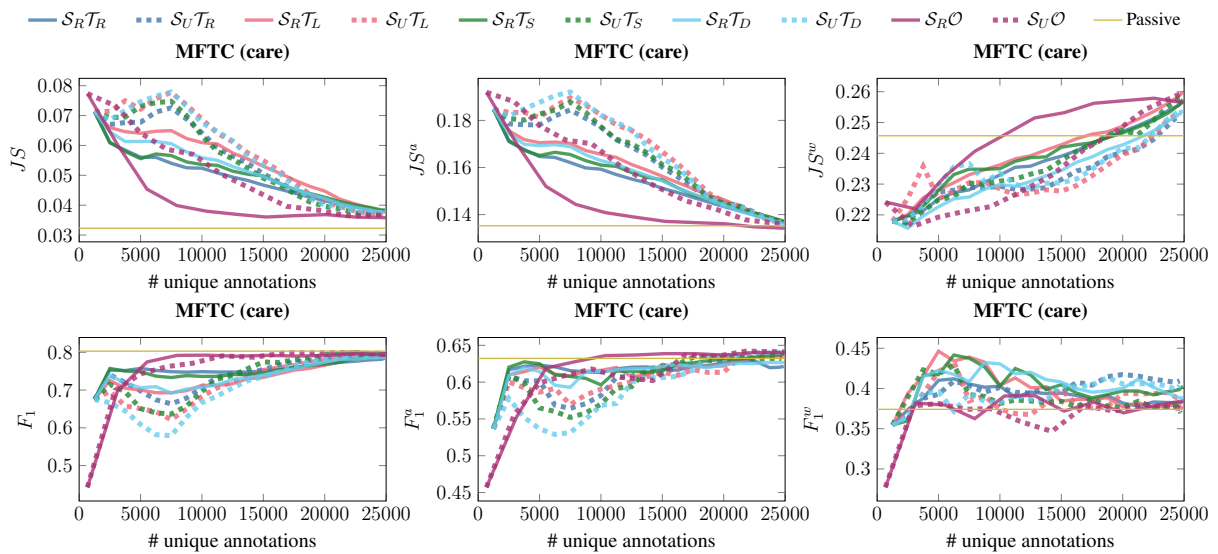 S_R T_R S_U T_R S_R T_L S_U T_L S_R T_S S_U T_S S_R T_D S_U T_D S_R O S_U O Passive
MFTC (care) MFTC (care) MFTC (care)
JS
0.08
0.07
0.06
0.05
0.04
0.03
0 5000 10000 15000 20000 25000
# unique annotations
JS^a
0.18
0.16
0.14
0 5000 10000 15000 20000 25000
# unique annotations
JS^w
0.26
0.25
0.24
0.23
0.22
0 5000 10000 15000 20000 25000
# unique annotations
MFTC (care) MFTC (care) MFTC (care)
F_1
0.8
0.7
0.6
0.5
0 5000 10000 15000 20000 25000
# unique annotations
F_1^a
0.65
0.6
0.55
0.5
0.45
0 5000 10000 15000 20000 25000
# unique annotations
F_1^w
0.45
0.4
0.35
0.3
0 5000 10000 15000 20000 25000
# unique annotations